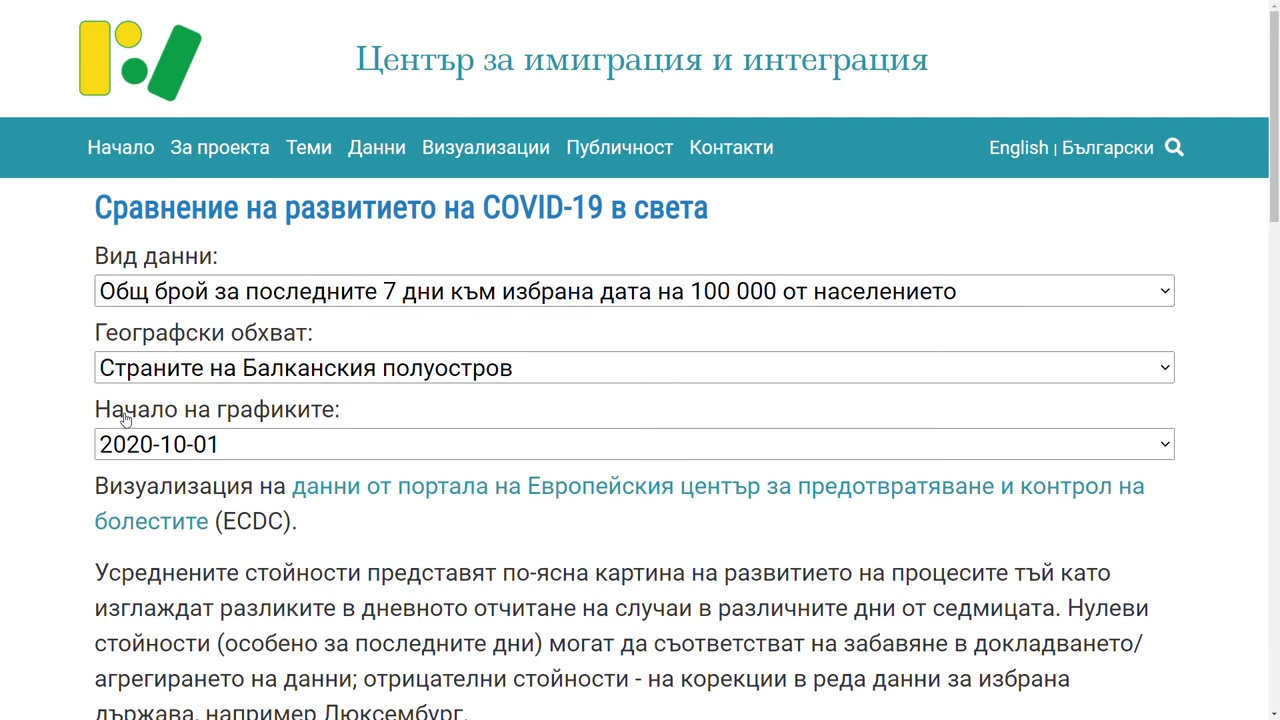 Център за имиграция и интеграция
Начало За проекта Теми Данни Визуализации Публичност Контакти English | Български
Сравнение на развитието на COVID-19 в света
Вид данни:
Общ брой за последните 7 дни към избрана дата на 100 000 от населението
Географски обхват:
Страните на Балканския полуостров
Начало на графиките:
2020-10-01
Визуализация на данни от портала на Европейския център за предотвратяване и контрол на
болестите (ECDC).
Усреднените стойности представят по-ясна картина на развитието на процесите тъй като
изглаждат разликите в дневното отчитане на случаи в различните дни от седмицата. Нулеви
стойности (особено за последните дни) могат да съответстват на забавяне в докладването/
агрегирането на данни; отрицателни стойности - на корекции в реда данни за избрана
държава, например Люксембург.